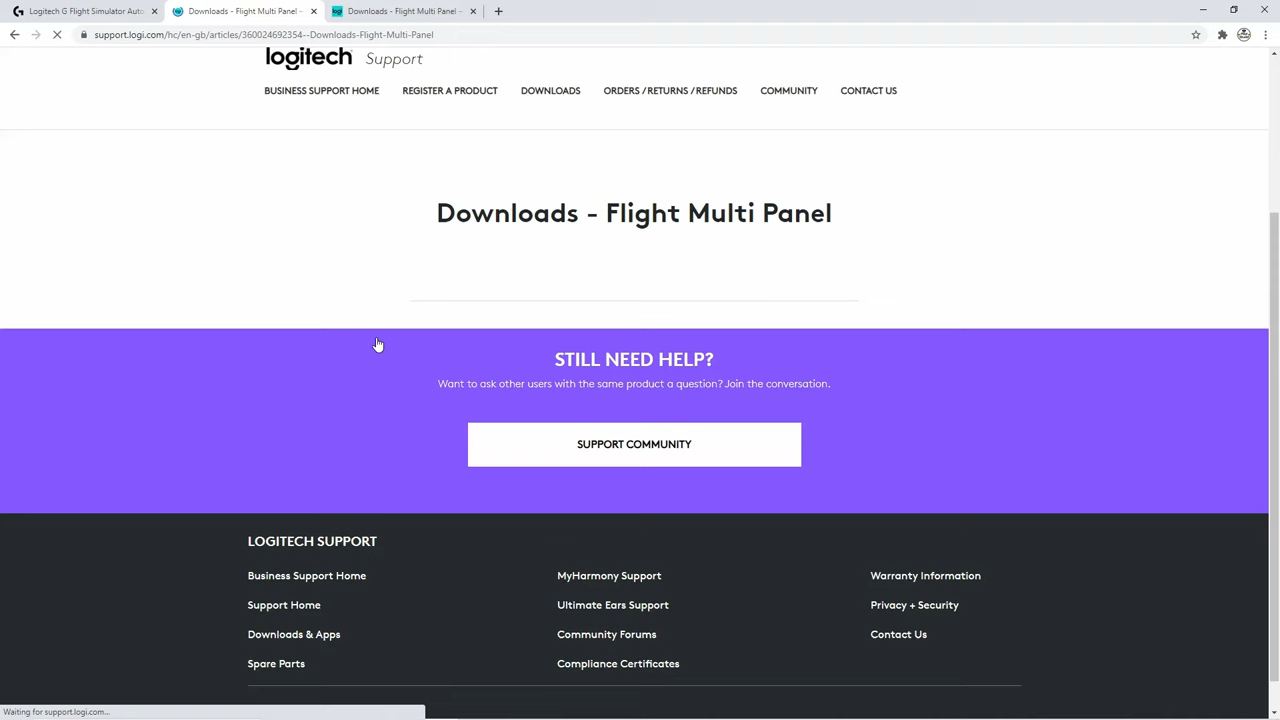 Logitech G Flight Simulator Auto
Downloads - Flight Multi Panel -
Downloads - Flight Multi Panel –
support.logi.com/hc/en-gb/articles/360024692354--Downloads-Flight-Multi-Panel
logitech Support
BUSINESS SUPPORT HOME REGISTER A PRODUCT DOWNLOADS ORDERS / RETURNS / REFUNDS COMMUNITY CONTACT US
Downloads - Flight Multi Panel
STILL NEED HELP?
Want to ask other users with the same product a question? Join the conversation.
SUPPORT COMMUNITY
LOGITECH SUPPORT
Business Support Home MyHarmony Support Warranty Information
Support Home Ultimate Ears Support Privacy + Security
Downloads & Apps Community Forums Contact Us
Spare Parts Compliance Certificates
Waiting for support.logi.com...